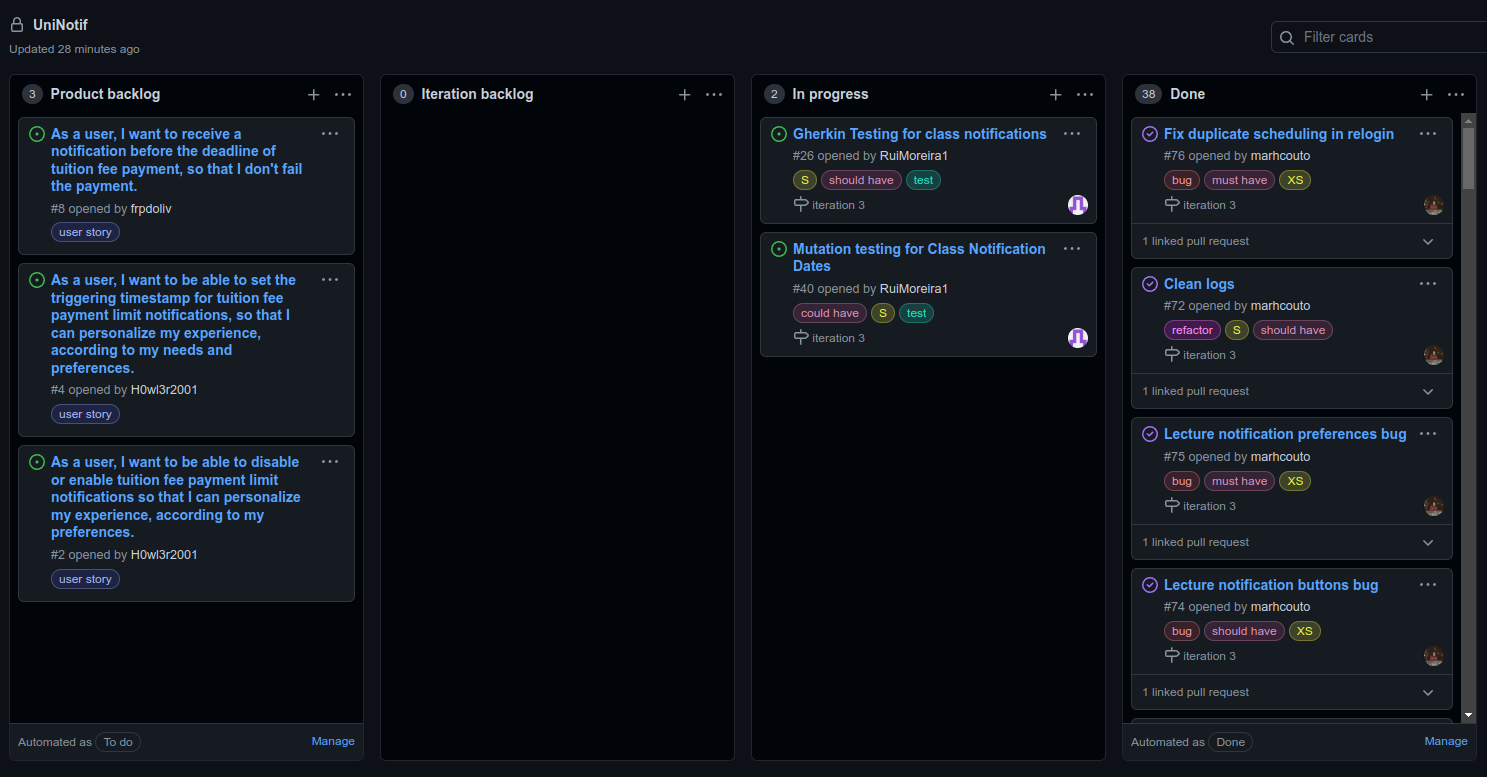 UniNotif
Updated 28 minutes ago
Filter cards
3 Product backlog
As a user, I want to receive a
notification before the deadline of
tuition fee payment, so that I don't fail
the payment.
#8 opened by frpdoliv
user story
As a user, I want to be able to set the
triggering timestamp for tuition fee
payment limit notifications, so that I
can personalize my experience,
according to my needs and
preferences.
#4 opened by H0wl3r2001
user story
As a user, I want to be able to disable
or enable tuition fee payment limit
notifications so that I can personalize
my experience, according to my
preferences.
#2 opened by H0wl3r2001
user story
Automated as To do Manage
0 Iteration backlog
2 In progress
Gherkin Testing for class notifications
#26 opened by RuiMoreira1
S should have test
iteration 3
Mutation testing for Class Notification
Dates
#40 opened by RuiMoreira1
could have S test
iteration 3
38 Done
Fix duplicate scheduling in relogin
#76 opened by marhcouto
bug must have XS
iteration 3
1 linked pull request
Clean logs
#72 opened by marhcouto
refactor S should have
iteration 3
1 linked pull request
Lecture notification preferences bug
#75 opened by marhcouto
bug must have XS
iteration 3
1 linked pull request
Lecture notification buttons bug
#74 opened by marhcouto
bug should have XS
iteration 3
1 linked pull request
Automated as Done Manage